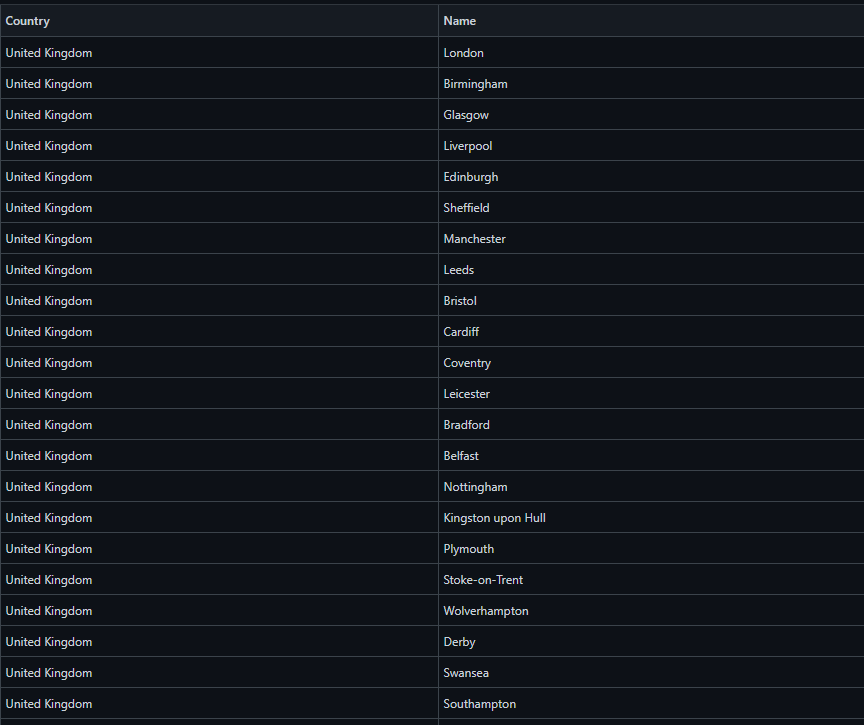 Country Name
United Kingdom London
United Kingdom Birmingham
United Kingdom Glasgow
United Kingdom Liverpool
United Kingdom Edinburgh
United Kingdom Sheffield
United Kingdom Manchester
United Kingdom Leeds
United Kingdom Bristol
United Kingdom Cardiff
United Kingdom Coventry
United Kingdom Leicester
United Kingdom Bradford
United Kingdom Belfast
United Kingdom Nottingham
United Kingdom Kingston upon Hull
United Kingdom Plymouth
United Kingdom Stoke-on-Trent
United Kingdom Wolverhampton
United Kingdom Derby
United Kingdom Swansea
United Kingdom Southampton